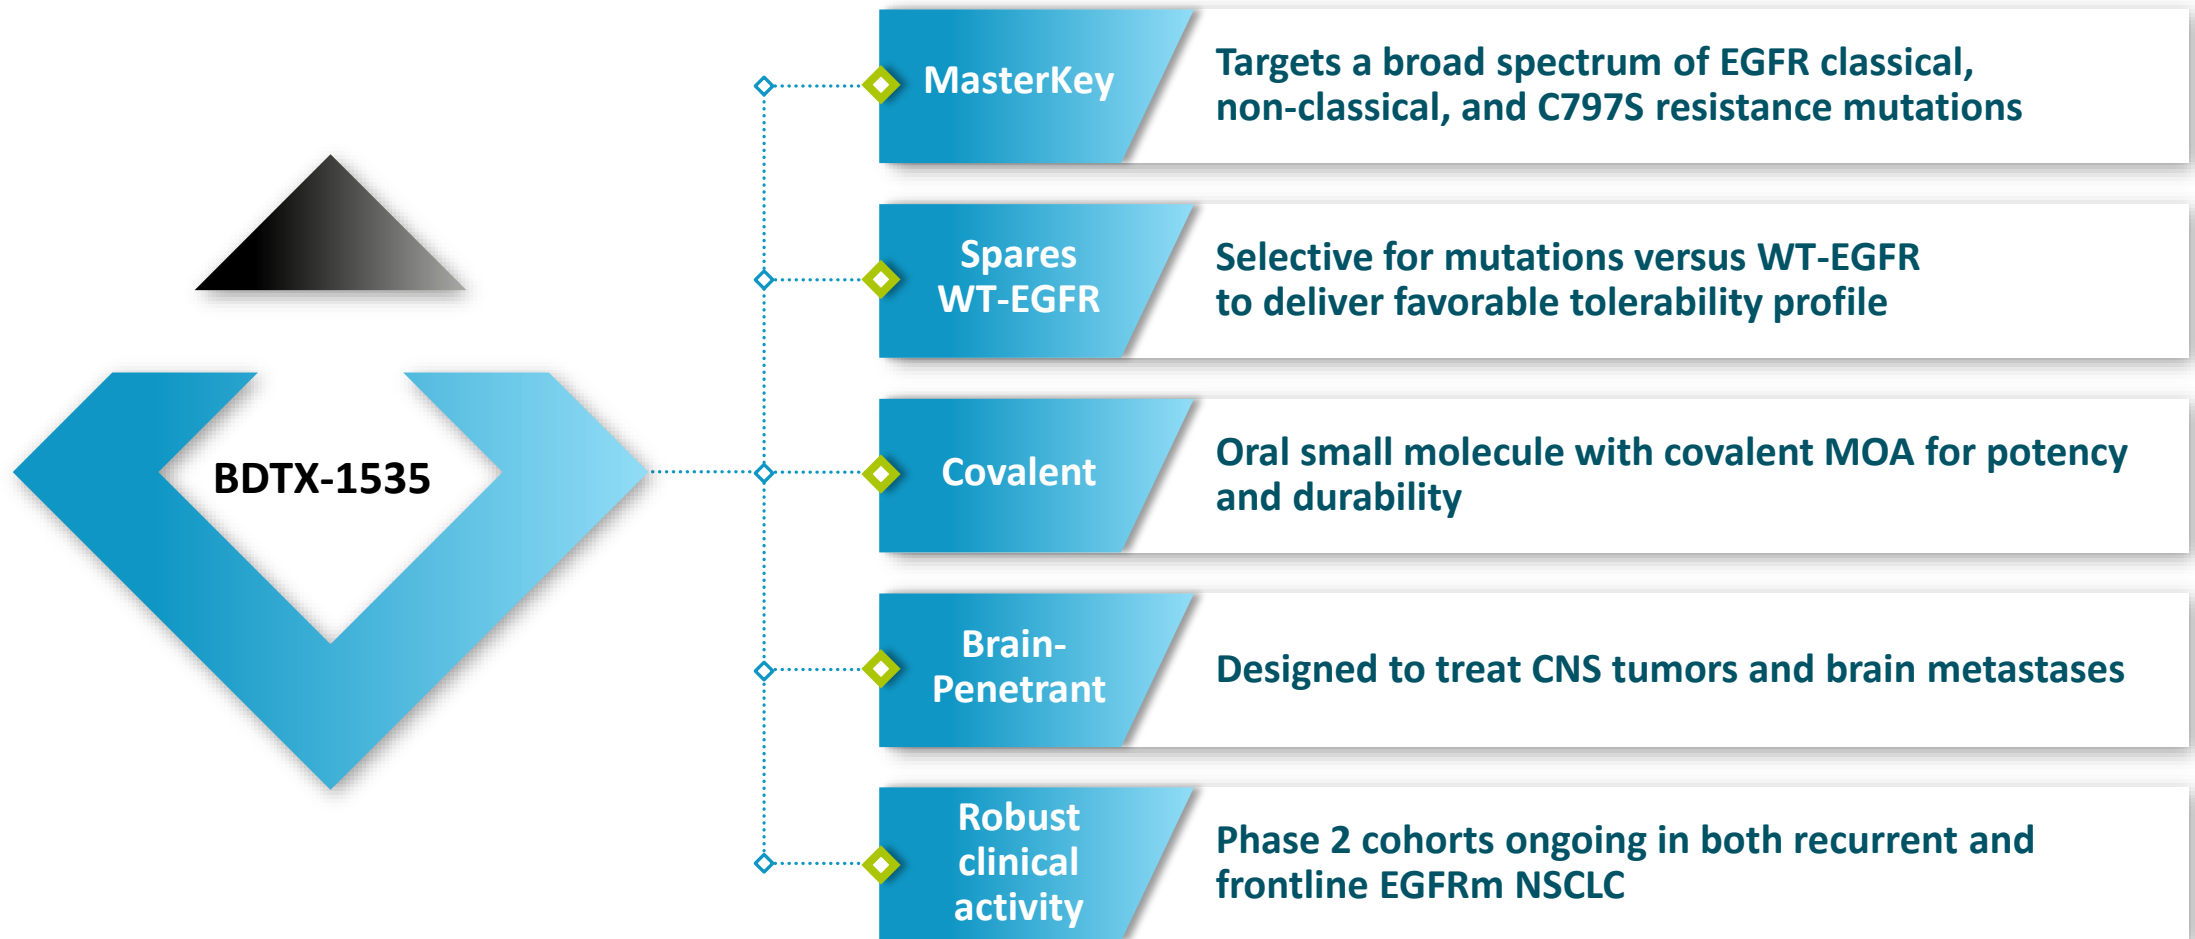 BDTX-1535
MasterKey
Targets a broad spectrum of EGFR classical,
non-classical, and C797S resistance mutations
Spares
WT-EGFR
Selective for mutations versus WT-EGFR
to deliver favorable tolerability profile
Covalent
Oral small molecule with covalent MOA for potency
and durability
Brain-
Penetrant
Designed to treat CNS tumors and brain metastases
Robust
clinical
activity
Phase 2 cohorts ongoing in both recurrent and
frontline EGFRm NSCLC